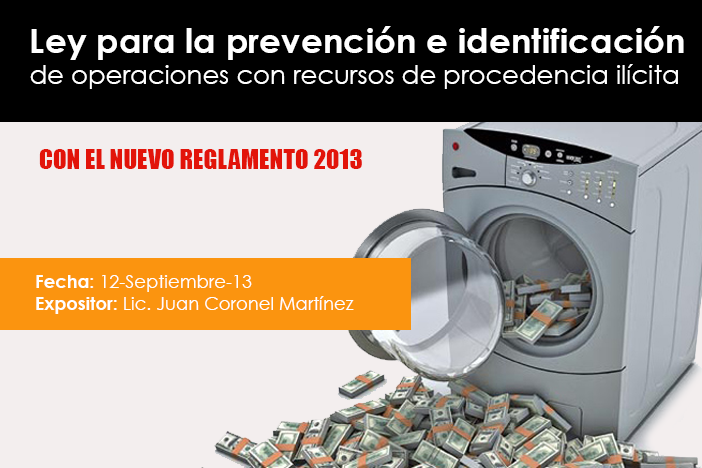 Ley para la prevención e identificación
de operaciones con recursos de procedencia ilícita
CON EL NUEVO REGLAMENTO 2013
Fecha: 12-Septiembre-13
Expositor: Lic. Juan Coronel Martínez